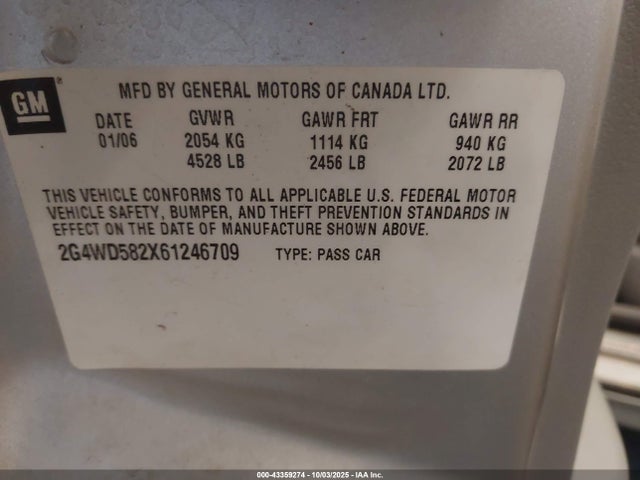 GM®
MFD BY GENERAL MOTORS OF CANADA LTD.
DATE GVWR GAWR FRT GAWR RR
01/06 2054 KG 1114 KG 940 KG
4528 LB 2456 LB 2072 LB
THIS VEHICLE CONFORMS TO ALL APPLICABLE U.S. FEDERAL MOTOR
VEHICLE SAFETY, BUMPER, AND THEFT PREVENTION STANDARDS IN
EFFECT ON THE DATE OF MANUFACTURE SHOWN ABOVE.
2G4WD582X61246709 TYPE: PASS CAR
000-43359274 | 10/03/2025 | IAA Inc.